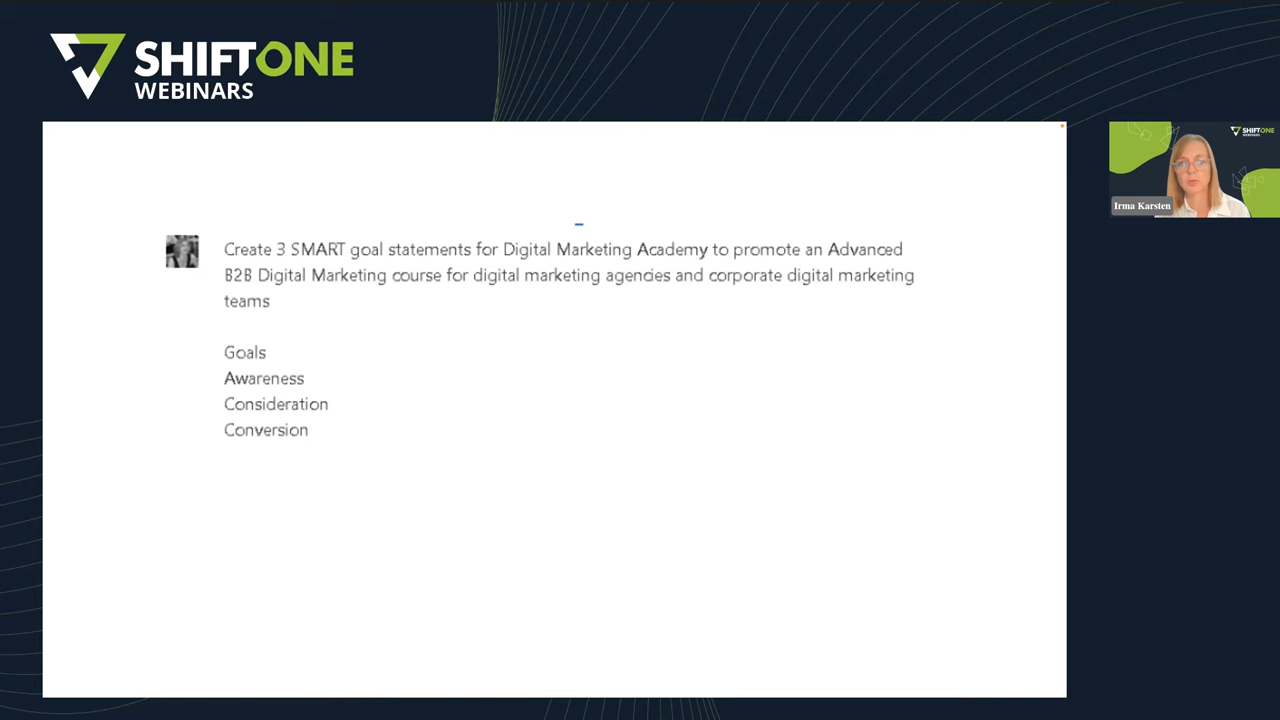 SHIFTONE
WEBINARS
SHIFTONE
WEBINARS
Irma Karsten
Create 3 SMART goal statements for Digital Marketing Academy to promote an Advanced
B2B Digital Marketing course for digital marketing agencies and corporate digital marketing
teams
Goals
Awareness
Consideration
Conversion